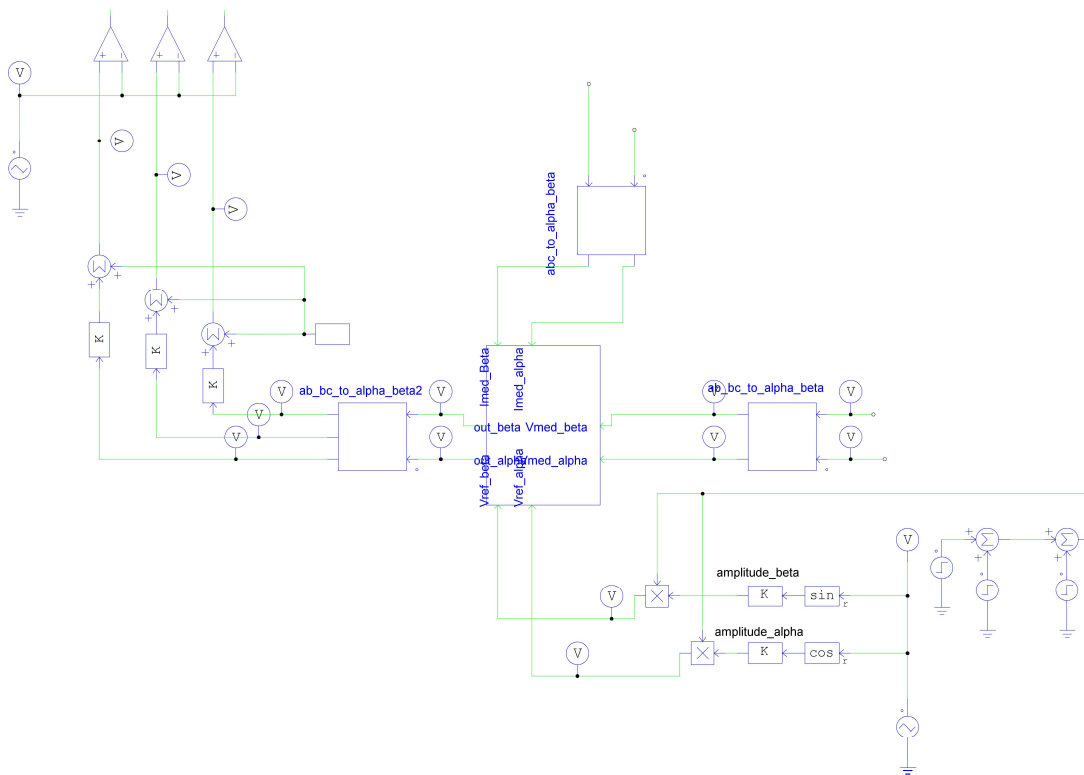 + −
+ −
+ −
V
V
V
V
abc_to_alpha_beta
Σ
+
+
Σ
+
+
Σ
+
+
K
K
K
Imed_Beta
Imed_alpha
ab_bc_to_alpha_beta2
V
V
V
V
V
out_beta
Vmed_beta
out_alpha
Vmed_alpha
Vref_beta
Vref_alpha
ab_bc_to_alpha_beta
V
V
V
V
V
+
Σ
+
+
Σ
+
amplitude_beta
V
K
sin
r
amplitude_alpha
V
K
cos
r